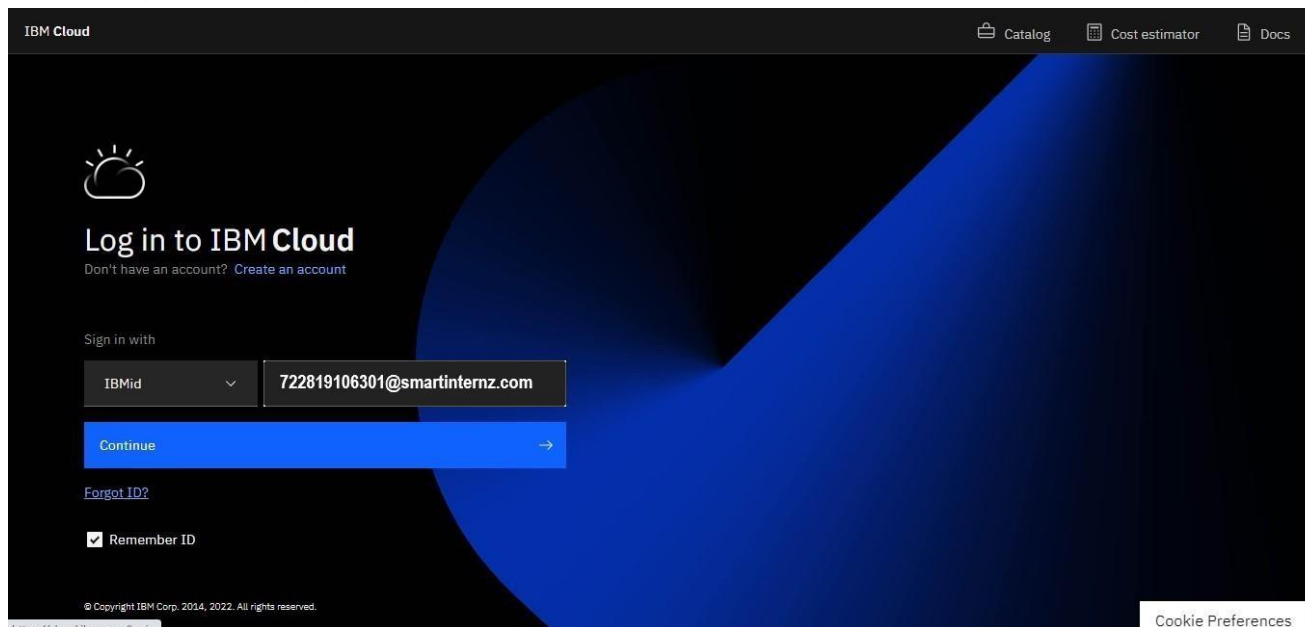 IBM Cloud
Catalog
Cost estimator
Docs
Log in to IBM Cloud
Don't have an account? Create an account
Sign in with
IBMid 722819106301@smartinternz.com
Continue
Forgot ID?
Remember ID
© Copyright IBM Corp. 2014, 2022. All rights reserved.
Cookie Preferences